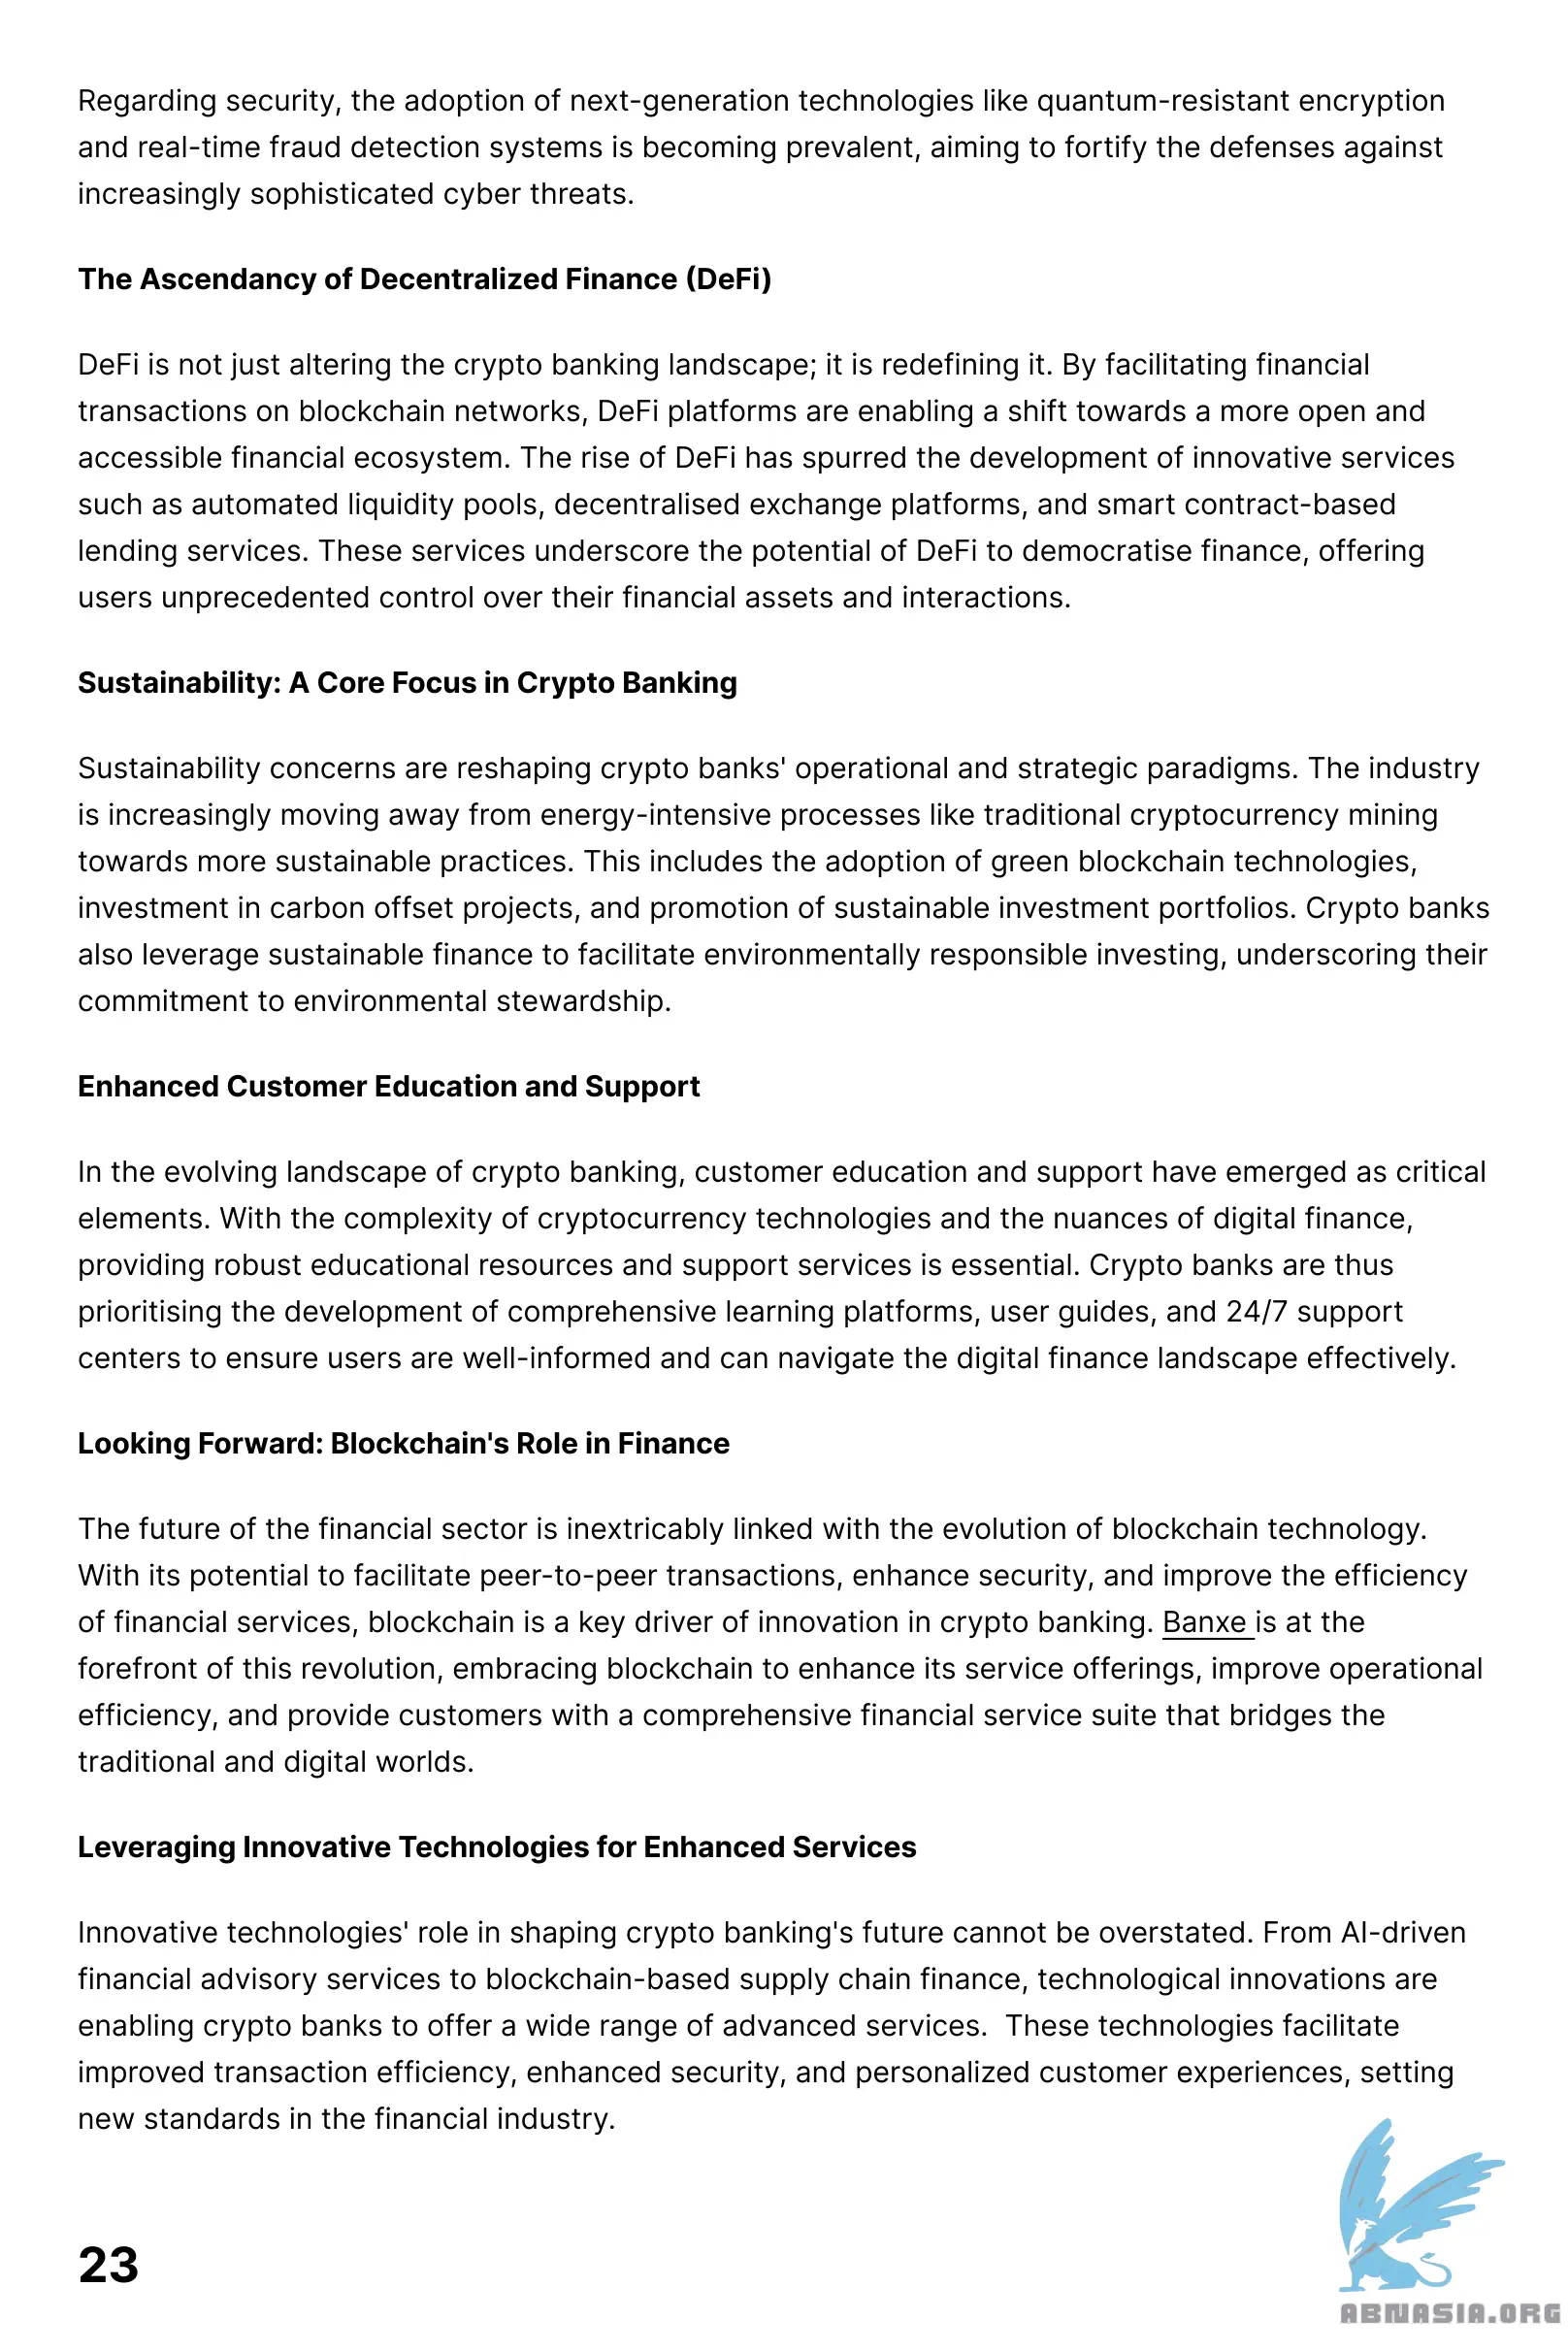 Regarding security, the adoption of next-generation technologies like quantum-resistant encryption
and real-time fraud detection systems is becoming prevalent, aiming to fortify the defenses against
increasingly sophisticated cyber threats.
The Ascendancy of Decentralized Finance (DeFi)
DeFi is not just altering the crypto banking landscape; it is redefining it. By facilitating financial
transactions on blockchain networks, DeFi platforms are enabling a shift towards a more open and
accessible financial ecosystem. The rise of DeFi has spurred the development of innovative services
such as automated liquidity pools, decentralised exchange platforms, and smart contract-based
lending services. These services underscore the potential of DeFi to democratise finance, offering
users unprecedented control over their financial assets and interactions.
Sustainability: A Core Focus in Crypto Banking
Sustainability concerns are reshaping crypto banks' operational and strategic paradigms. The industry
is increasingly moving away from energy-intensive processes like traditional cryptocurrency mining
towards more sustainable practices. This includes the adoption of green blockchain technologies,
investment in carbon offset projects, and promotion of sustainable investment portfolios. Crypto banks
also leverage sustainable finance to facilitate environmentally responsible investing, underscoring their
commitment to environmental stewardship.
Enhanced Customer Education and Support
In the evolving landscape of crypto banking, customer education and support have emerged as critical
elements. With the complexity of cryptocurrency technologies and the nuances of digital finance,
providing robust educational resources and support services is essential. Crypto banks are thus
prioritising the development of comprehensive learning platforms, user guides, and 24/7 support
centers to ensure users are well-informed and can navigate the digital finance landscape effectively.
Looking Forward: Blockchain's Role in Finance
The future of the financial sector is inextricably linked with the evolution of blockchain technology.
With its potential to facilitate peer-to-peer transactions, enhance security, and improve the efficiency
of financial services, blockchain is a key driver of innovation in crypto banking. Banxe is at the
forefront of this revolution, embracing blockchain to enhance its service offerings, improve operational
efficiency, and provide customers with a comprehensive financial service suite that bridges the
traditional and digital worlds.
Leveraging Innovative Technologies for Enhanced Services
Innovative technologies' role in shaping crypto banking's future cannot be overstated. From AI-driven
financial advisory services to blockchain-based supply chain finance, technological innovations are
enabling crypto banks to offer a wide range of advanced services.  These technologies facilitate
improved transaction efficiency, enhanced security, and personalized customer experiences, setting
new standards in the financial industry.
23
ABNASIA.ORG